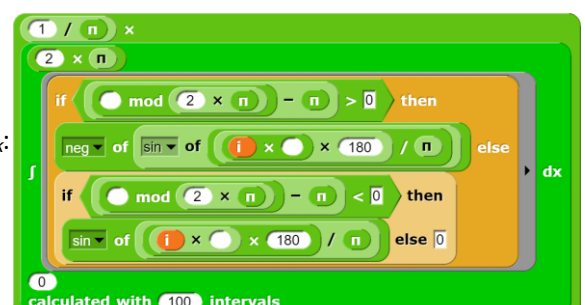 1 / п ×
2 × п
if mod 2 × п − п > 0 then
neg of sin of i × × 180 / п else
k:
∫ dx
if mod 2 × п − п < 0 then
sin of i × × 180 / п else 0
0
calculated with 100 intervals